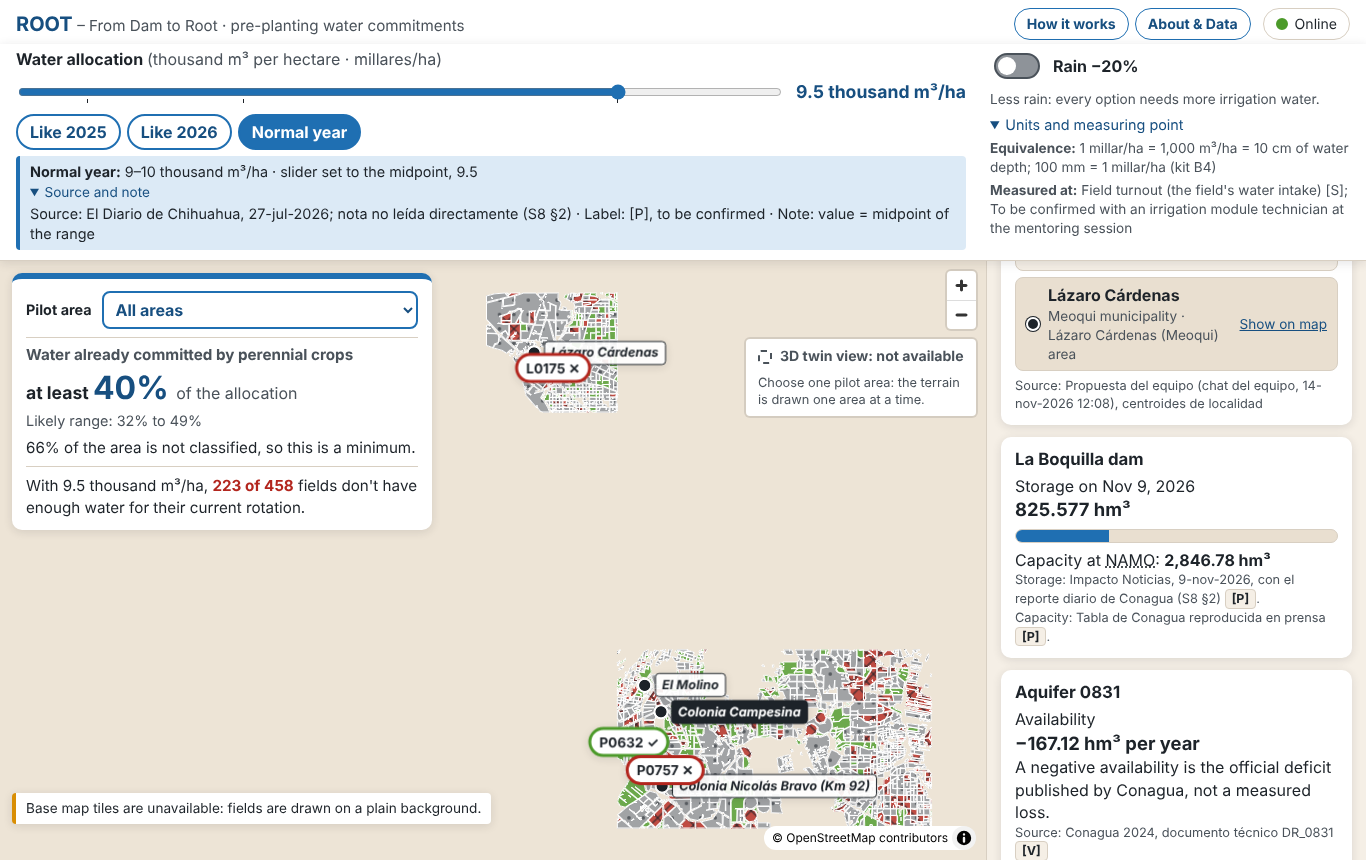 ROOT – From Dam to Root · pre-planting water commitments
How it works
About & Data
Online
Water allocation (thousand m³ per hectare · millares/ha)
9.5 thousand m³/ha
Like 2025
Like 2026
Normal year
Normal year: 9–10 thousand m³/ha · slider set to the midpoint, 9.5
▼ Source and note
Source: El Diario de Chihuahua, 27-jul-2026; nota no leída directamente (S8 §2) · Label: [P], to be confirmed · Note: value = midpoint of
the range
Rain −20%
Less rain: every option needs more irrigation water.
▼ Units and measuring point
Equivalence: 1 millar/ha = 1,000 m³/ha = 10 cm of water
depth; 100 mm = 1 millar/ha (kit B4)
Measured at: Field turnout (the field's water intake) [S];
To be confirmed with an irrigation module technician at
the mentoring session
Pilot area
All areas
Water already committed by perennial crops
at least 40% of the allocation
Likely range: 32% to 49%
66% of the area is not classified, so this is a minimum.
With 9.5 thousand m³/ha, 223 of 458 fields don't have
enough water for their current rotation.
Lázaro Cárdenas
L0175 ✕
+
−
3D twin view: not available
Choose one pilot area: the terrain
is drawn one area at a time.
El Molino
Colonia Campesina
P0632 ✓
P0757 ✕
Colonia Nicolás Bravo (Km 92)
Base map tiles are unavailable: fields are drawn on a plain background.
© OpenStreetMap contributors
Lázaro Cárdenas
Meoqui municipality ·
Lázaro Cárdenas (Meoqui)
area
Show on map
Source: Propuesta del equipo (chat del equipo, 14-
nov-2026 12:08), centroides de localidad
La Boquilla dam
Storage on Nov 9, 2026
825.577 hm³
Capacity at NAMO: 2,846.78 hm³
Storage: Impacto Noticias, 9-nov-2026, con el
reporte diario de Conagua (S8 §2) [P].
Capacity: Tabla de Conagua reproducida en prensa
[P].
Aquifer 0831
Availability
−167.12 hm³ per year
A negative availability is the official deficit
published by Conagua, not a measured
loss.
Source: Conagua 2024, documento técnico DR_0831
[V]